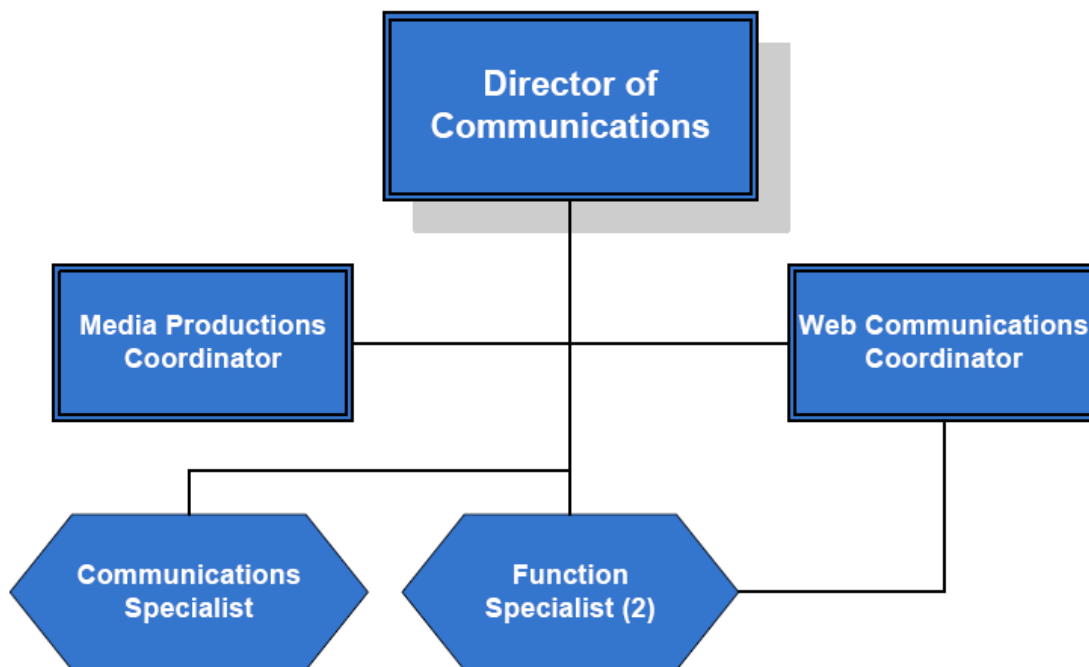 Director of
Communications
Media Productions
Coordinator
Web Communications
Coordinator
Communications
Specialist
Function
Specialist (2)